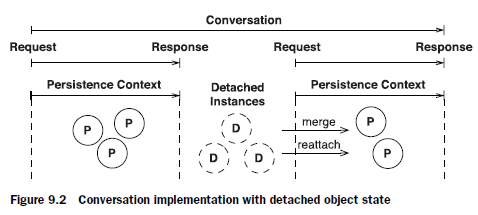 Conversation
Request Response Request Response
Persistence Context Detached Persistence Context
Instances
P P P D D D merge P
reattach P
Figure 9.2 Conversation implementation with detached object state